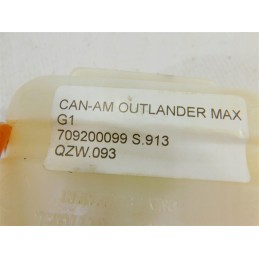 CAN-AM OUTLANDER MAX
G1
709200099 S.913
QZW.093